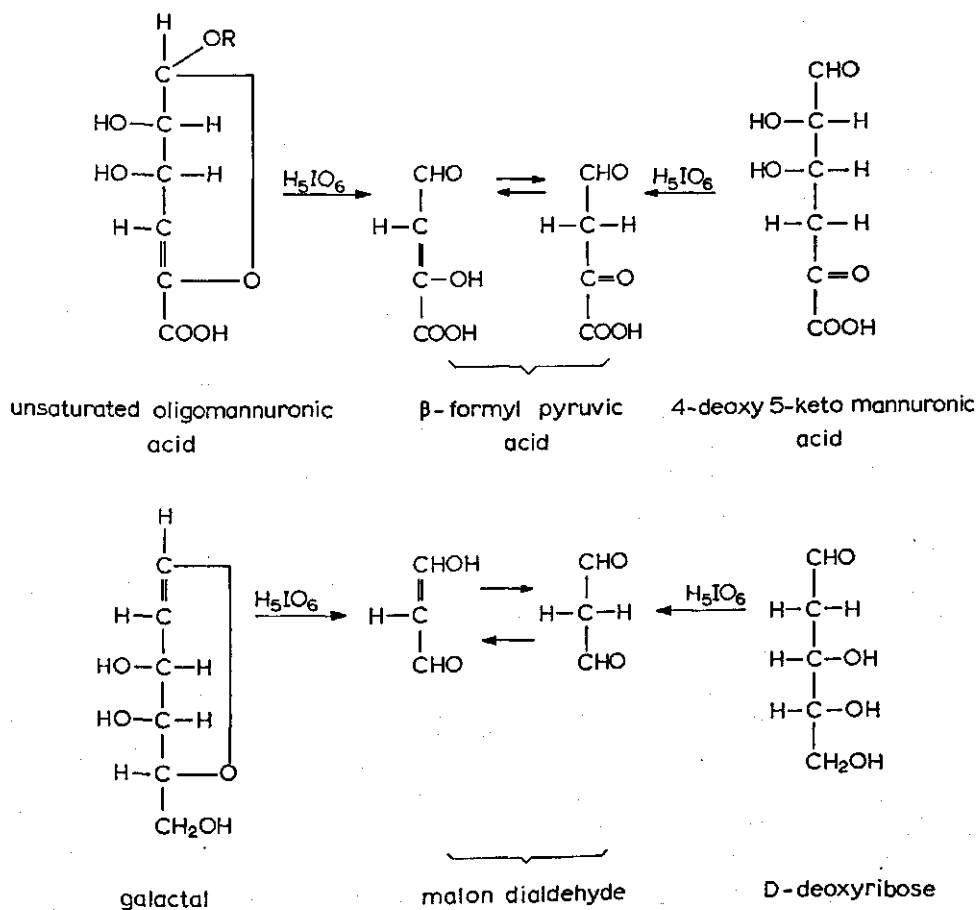 H
OR
C
HO–C–H
HO–C–H
H–C
C
O
COOH
H₅IO₆
CHO
H–C
C–OH
COOH
CHO
H–C–H
C=O
COOH
H₅IO₆
CHO
HO–C–H
HO–C–H
H–C–H
C=O
COOH
unsaturated oligomannuronic
acid
β-formyl pyruvic
acid
4-deoxy 5-keto mannuronic
acid
H
C
H–C
HO–C–H
HO–C–H
H–C–O
CH₂OH
H₅IO₆
CHOH
H–C
CHO
CHO
H–C–H
CHO
H₅IO₆
CHO
H–C–H
H–C–OH
H–C–OH
CH₂OH
galactal
malon dialdehyde
D-deoxyribose